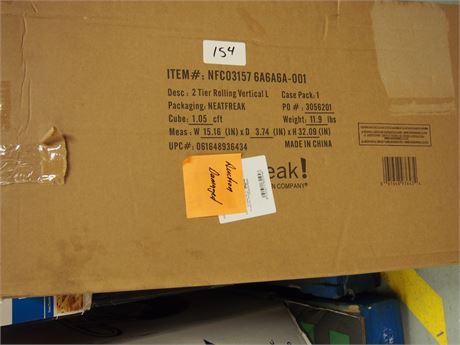 154
ITEM#: NFC03157 6A6A6A-001
Desc : 2 Tier Rolling Vertical L Case Pack: 1
Packaging: NEATFREAK PO # 3056201
Cube: 1.05 cft Weight: 11.9 lbs
Meas : W 15.16 (IN) x D 3.74 (IN) x H 32.09 (IN)
UPC#: 061648936434 MADE IN CHINA
eak!
N COMPANY®
Damaged